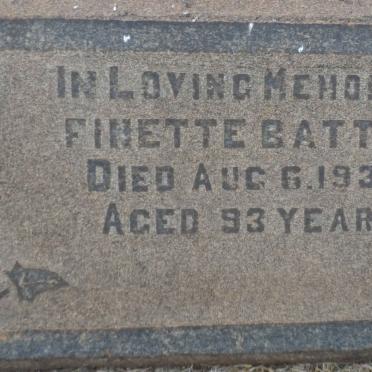 IN LOVING MEMO
FINETTE BATT
DIED AUG 6.193
AGED 93 YEAR